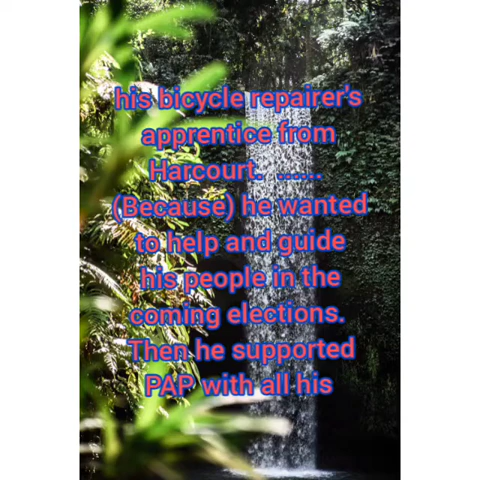 his bicycle repairer's
apprentice from
Harcourt. ......
(Because) he wanted
to help and guide
his people in the
coming elections.
Then he supported
PAP with all his